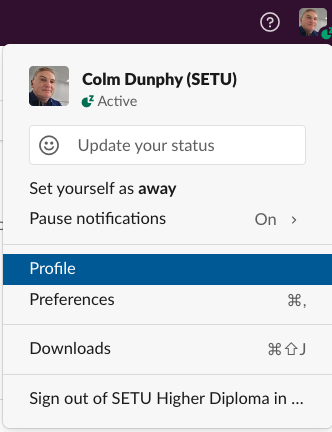 Colm Dunphy (SETU)
Active
Update your status
Set yourself as away
Pause notifications On
Profile
Preferences ⌘,
Downloads ⌘⇧J
Sign out of SETU Higher Diploma in ...